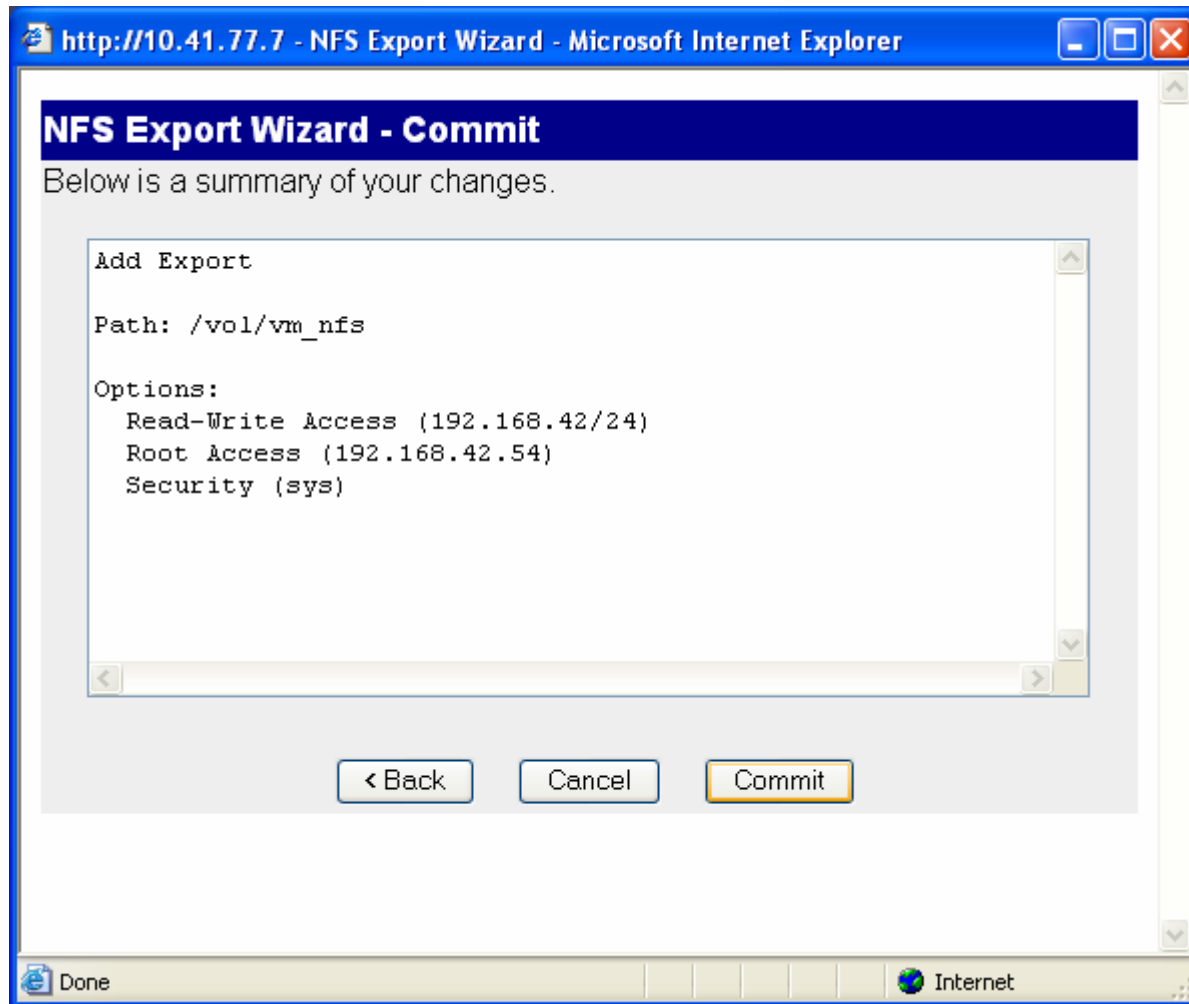 http://10.41.77.7 - NFS Export Wizard - Microsoft Internet Explorer
NFS Export Wizard - Commit
Below is a summary of your changes.
Add Export
Path: /vol/vm_nfs
Options:
Read-Write Access (192.168.42/24)
Root Access (192.168.42.54)
Security (sys)
< Back Cancel Commit
Done Internet